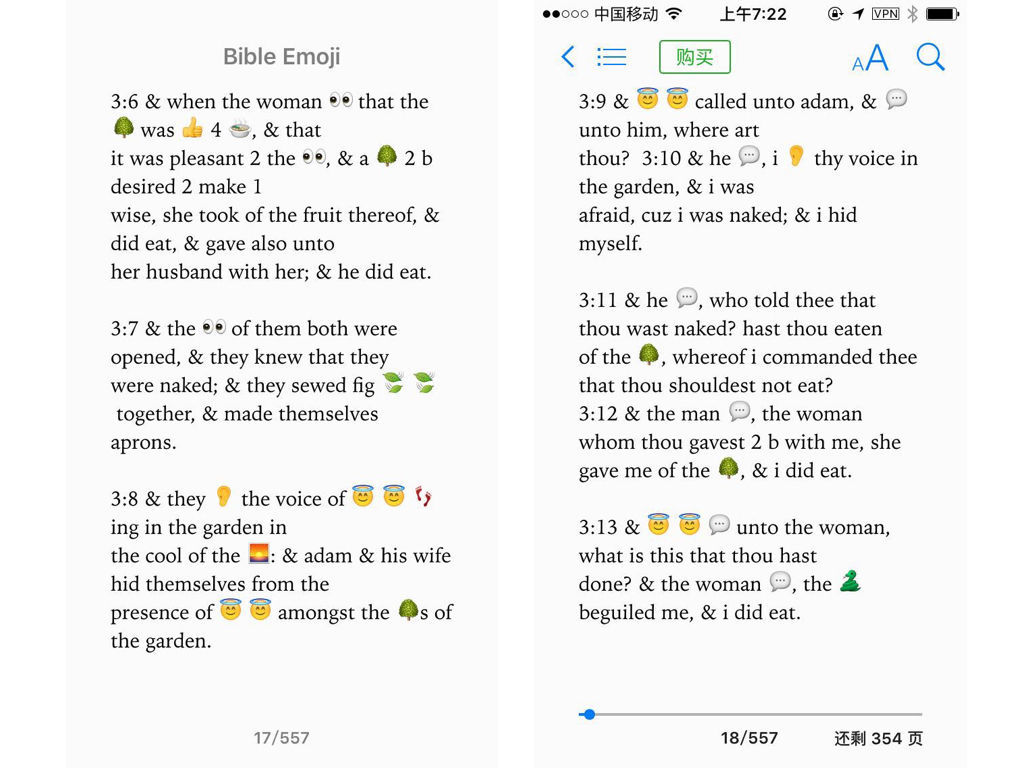 Bible Emoji
3:6 & when the woman 👀 that the
🌳 was 👍 4 🍲, & that
it was pleasant 2 the 👀, & a 🌳 2 b
desired 2 make 1
wise, she took of the fruit thereof, &
did eat, & gave also unto
her husband with her; & he did eat.
3:7 & the 👀 of them both were
opened, & they knew that they
were naked; & they sewed fig 🍃 🍃
together, & made themselves
aprons.
3:8 & they 👂 the voice of 😇 😇 👣
ing in the garden in
the cool of the 🌅: & adam & his wife
hid themselves from the
presence of 😇 😇 amongst the 🌳s of
the garden.
17/557
中国移动 上午7:22 VPN
购买 AA
3:9 & 😇 😇 called unto adam, & 💬
unto him, where art
thou? 3:10 & he 💬, i 👂 thy voice in
the garden, & i was
afraid, cuz i was naked; & i hid
myself.
3:11 & he 💬, who told thee that
thou wast naked? hast thou eaten
of the 🌳, whereof i commanded thee
that thou shouldest not eat?
3:12 & the man 💬, the woman
whom thou gavest 2 b with me, she
gave me of the 🌳, & i did eat.
3:13 & 😇 😇 💬 unto the woman,
what is this that thou hast
done? & the woman 💬, the 🐍
beguiled me, & i did eat.
18/557 还剩 354 页